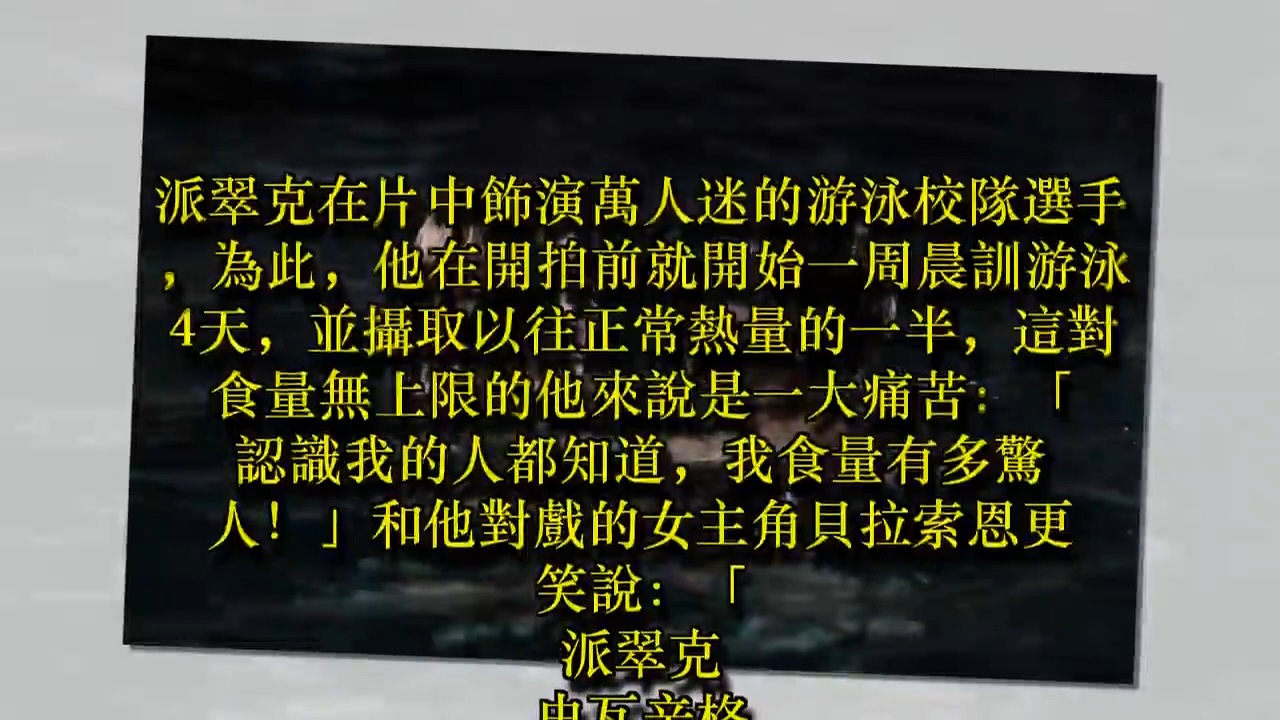 派翠克在片中飾演萬人迷的游泳校隊選手
，為此，他在開拍前就開始一周晨訓游泳
4天，並攝取以往正常熱量的一半，這對
食量無上限的他來說是一大痛苦：「
認識我的人都知道，我食量有多驚
人！」和他對戲的女主角貝拉索恩更
笑說：「
派翠克
史瓦辛格